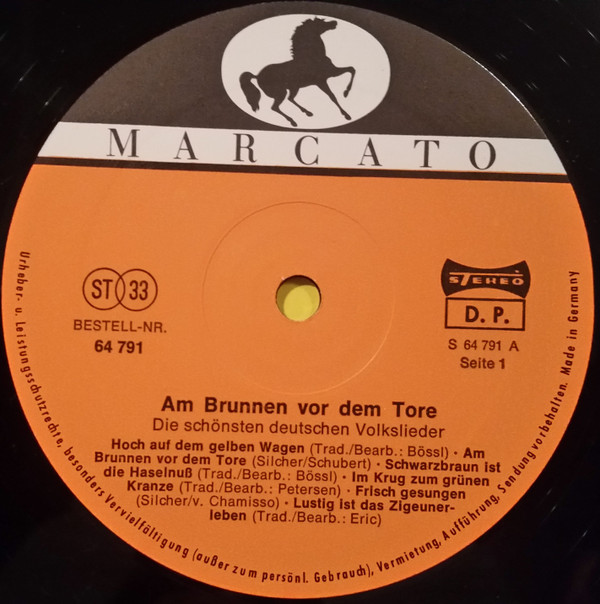 MARCATO
ST 33
BESTELL-NR.
64 791
STEREO
D. P.
S 64 791 A
Seite 1
Am Brunnen vor dem Tore
Die schönsten deutschen Volkslieder
Hoch auf dem gelben Wagen (Trad./Bearb.: Bössl) · Am
Brunnen vor dem Tore (Silcher/Schubert) · Schwarzbraun ist
die Haselnuß (Trad./Bearb.: Bössl) · Im Krug zum grünen
Kranze (Trad./Bearb.: Petersen) · Frisch gesungen
(Silcher/v. Chamisso) · Lustig ist das Zigeuner-
leben (Trad./Bearb.: Eric)
Urheber- u. Leistungsschutzrechte, besonders Vervielfältigung (außer zum persönl. Gebrauch), Vermietung, Aufführung, Sendung vorbehalten. Made in Germany